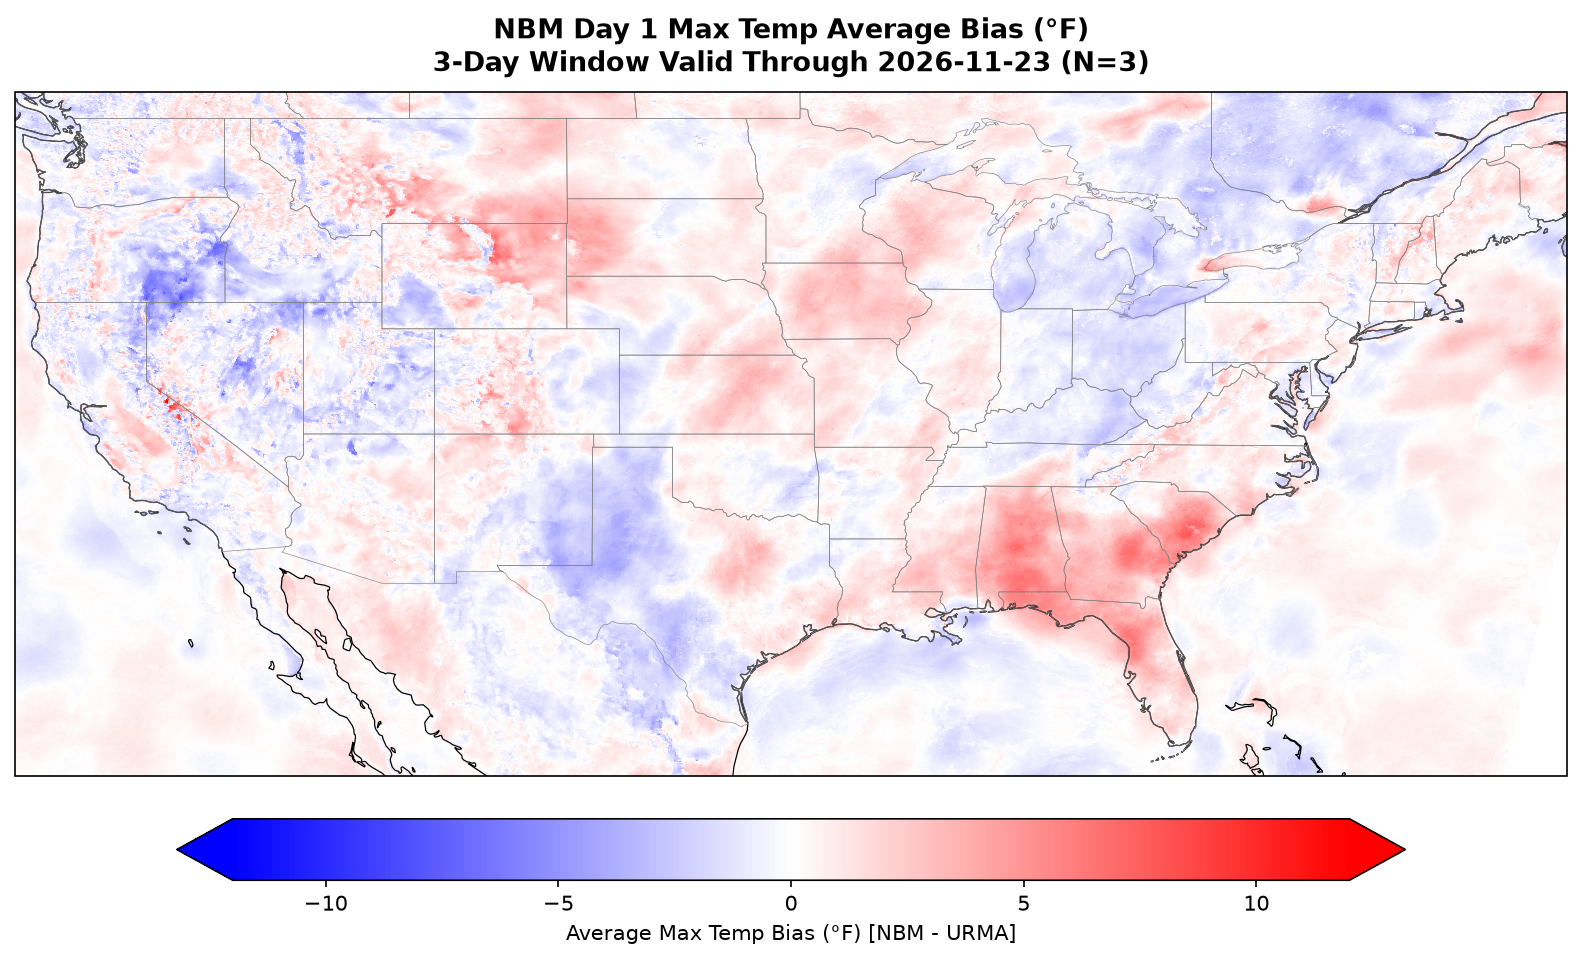 NBM Day 1 Max Temp Average Bias (°F)
3-Day Window Valid Through 2026-11-23 (N=3)
−10 −5 0 5 10
Average Max Temp Bias (°F) [NBM - URMA]